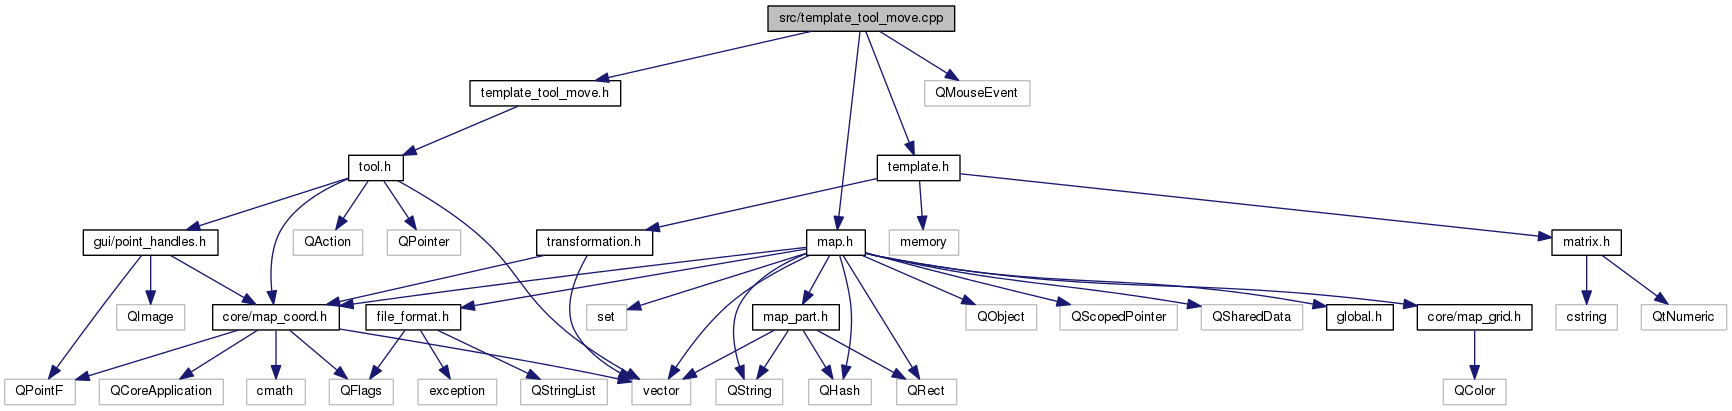 src/template_tool_move.cpp
template_tool_move.h
QMouseEvent
tool.h
template.h
gui/point_handles.h
QAction
QPointer
transformation.h
map.h
memory
matrix.h
QImage
core/map_coord.h
file_format.h
set
map_part.h
QObject
QScopedPointer
QSharedData
global.h
core/map_grid.h
cstring
QtNumeric
QPointF
QCoreApplication
cmath
QFlags
exception
QStringList
vector
QString
QHash
QRect
QColor